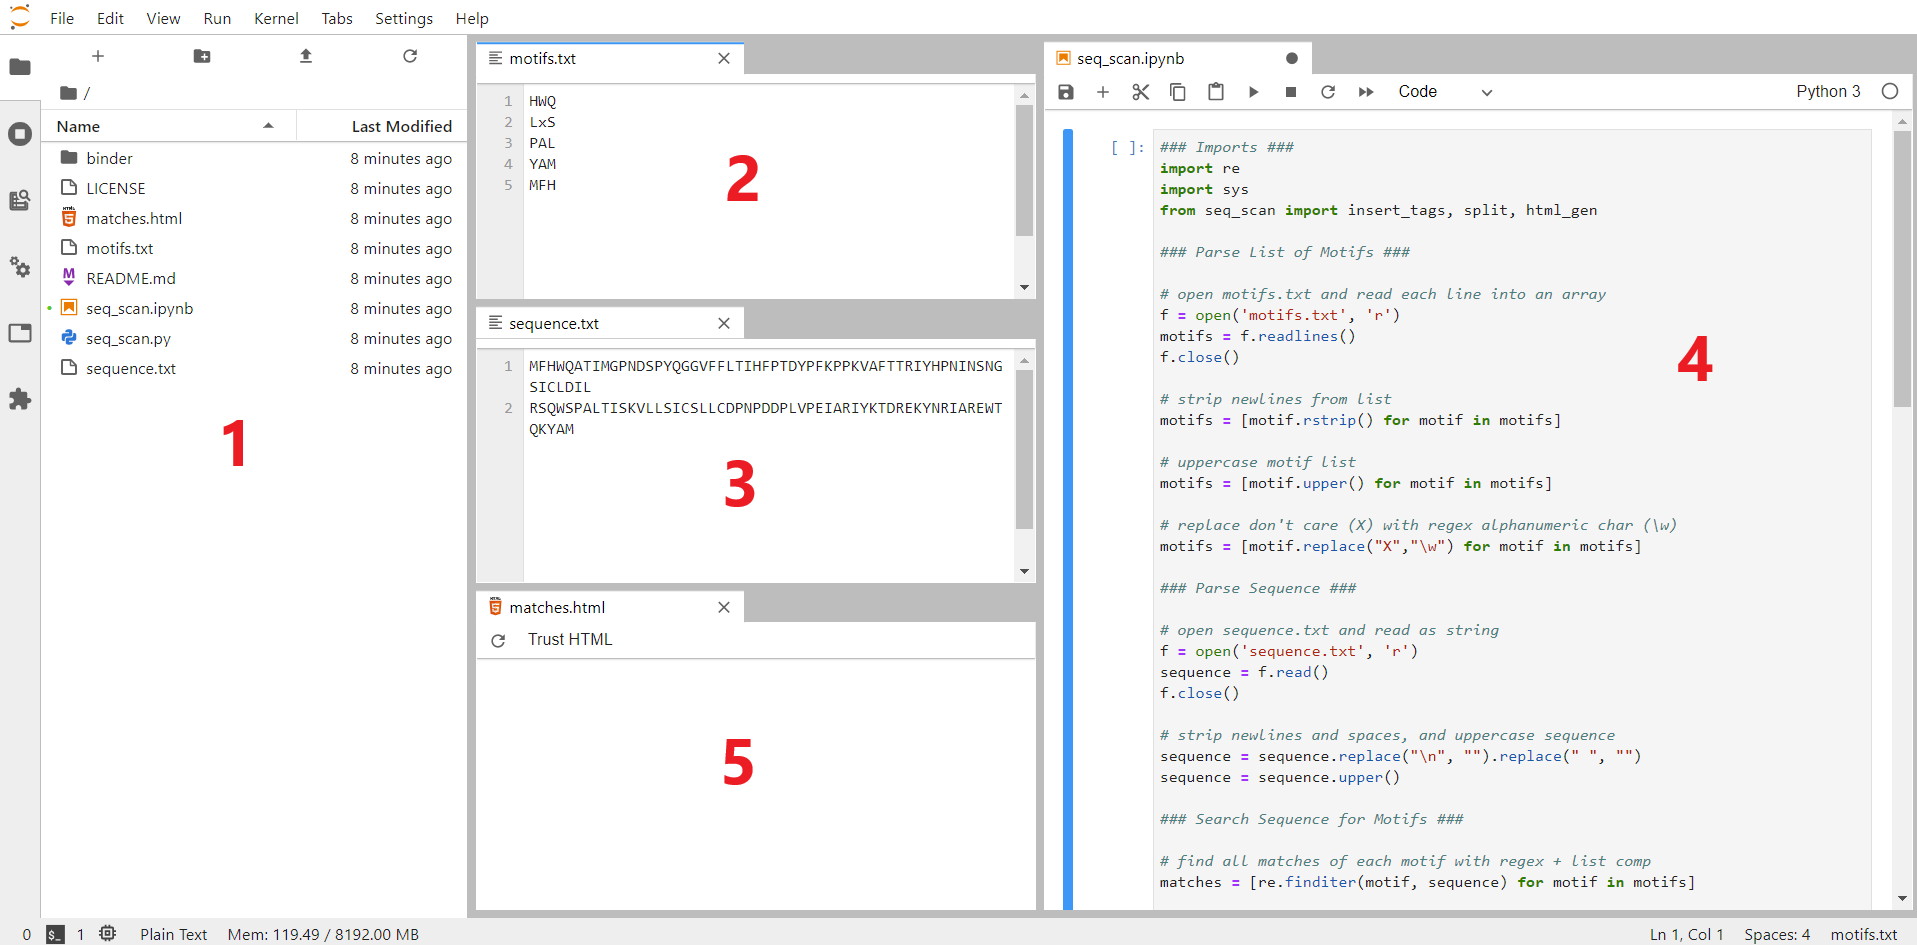 File Edit View Run Kernel Tabs Settings Help
/
Name Last Modified
binder 8 minutes ago
LICENSE 8 minutes ago
matches.html 8 minutes ago
motifs.txt 8 minutes ago
README.md 8 minutes ago
seq_scan.ipynb 8 minutes ago
seq_scan.py 8 minutes ago
sequence.txt 8 minutes ago
1
motifs.txt
1 HWQ
2 LxS
3 PAL
4 YAM
5 MFH
2
sequence.txt
1 MFHWQATIMGPNDSPYQGGVFFLTIHFPTDYPFKPPKVAFTTRIYHPNINSNG
SICLDIL
2 RSQWSPALTISKVLLSICSLLCDPNPDDPLVPEIARIYKTDREKYNRIAREWT
QKYAM
3
matches.html
Trust HTML
5
seq_scan.ipynb
Code Python 3
[ ]: ### Imports ###
import re
import sys
from seq_scan import insert_tags, split, html_gen
### Parse List of Motifs ###
# open motifs.txt and read each line into an array
f = open('motifs.txt', 'r')
motifs = f.readlines()
f.close()
# strip newlines from list
motifs = [motif.rstrip() for motif in motifs]
# uppercase motif list
motifs = [motif.upper() for motif in motifs]
# replace don't care (X) with regex alphanumeric char (\w)
motifs = [motif.replace("X","\w") for motif in motifs]
### Parse Sequence ###
# open sequence.txt and read as string
f = open('sequence.txt', 'r')
sequence = f.read()
f.close()
# strip newlines and spaces, and uppercase sequence
sequence = sequence.replace("\n", "").replace(" ", "")
sequence = sequence.upper()
### Search Sequence for Motifs ###
# find all matches of each motif with regex + list comp
matches = [re.finditer(motif, sequence) for motif in motifs]
4
0 $_ 1 Plain Text Mem: 119.49 / 8192.00 MB Ln 1, Col 1 Spaces: 4 motifs.txt